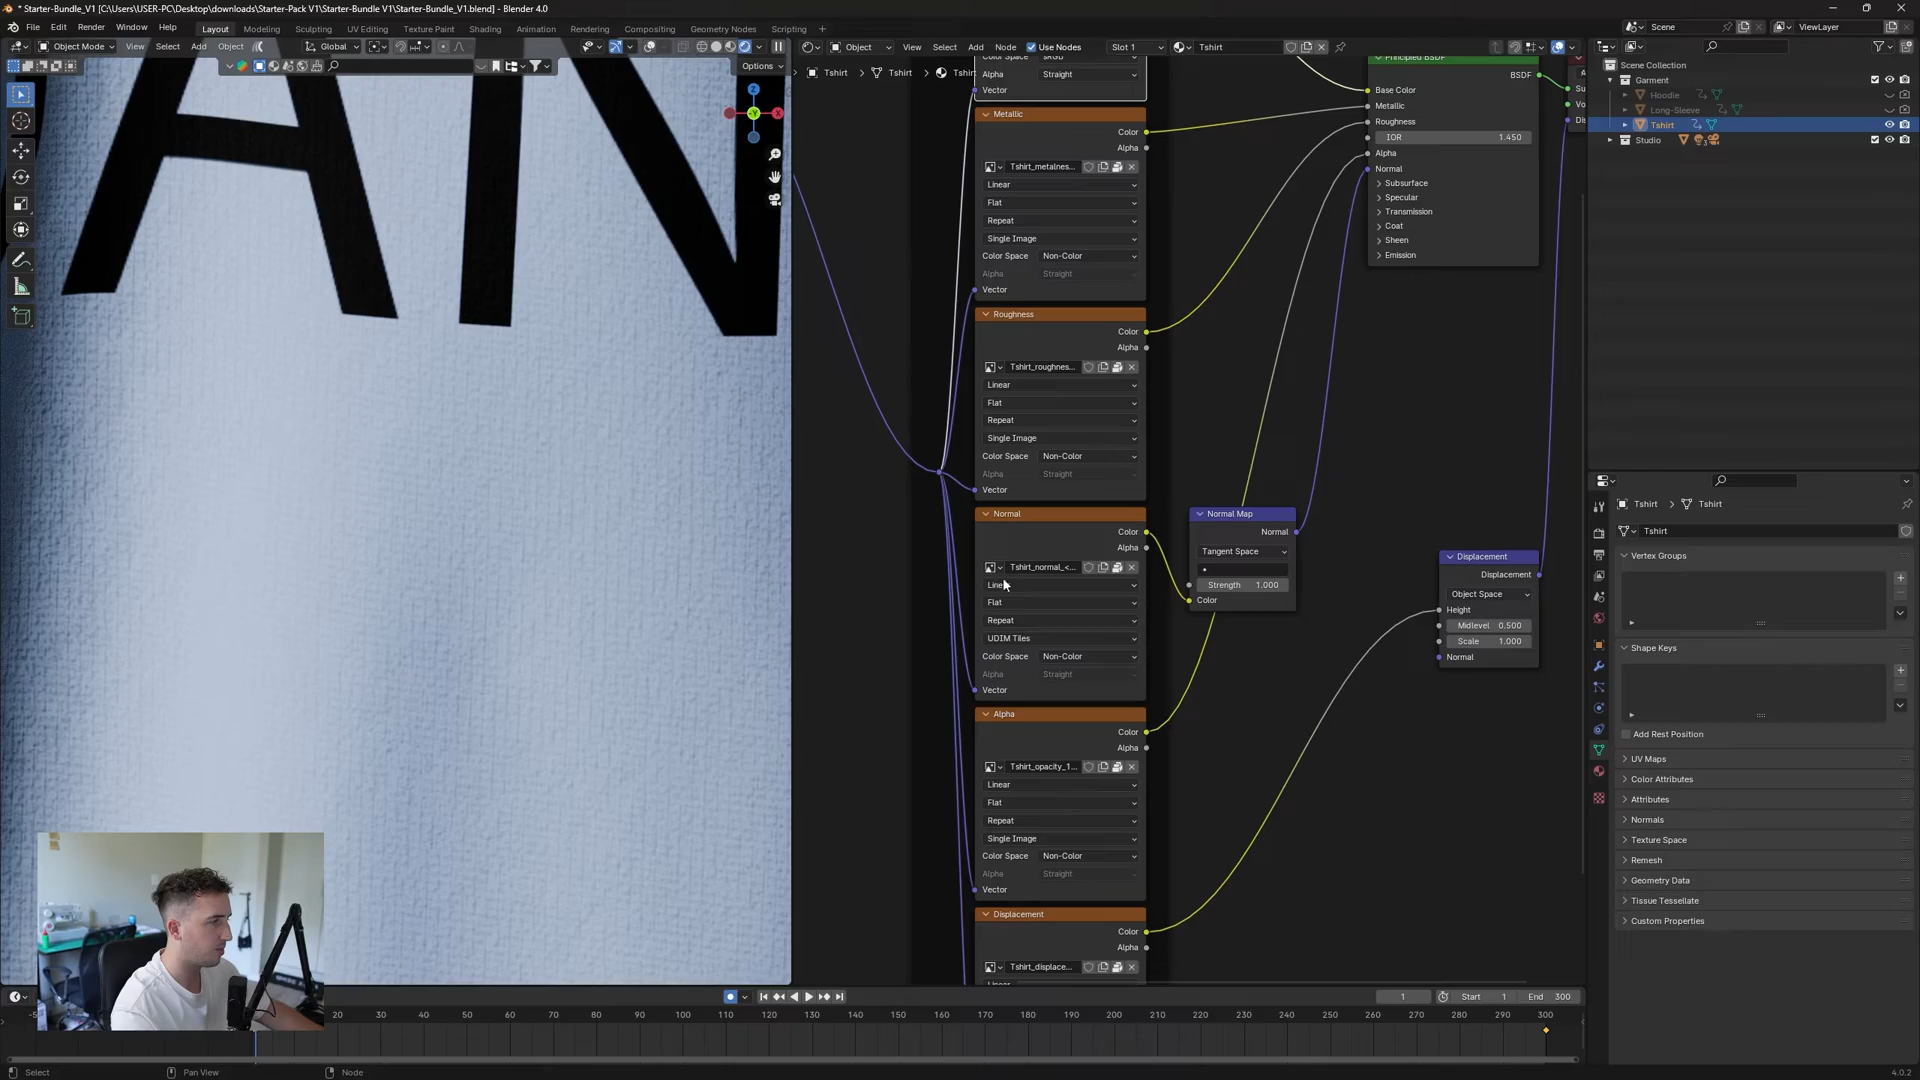 * Starter-Bundle_V1 [C:\Users\USER-PC\Desktop\downloads\Starter-Pack V1\Starter-Bundle V1\Starter-Bundle_V1.blend] - Blender 4.0
File Edit Render Window Help Layout Modeling Sculpting UV Editing Texture Paint Shading Animation Rendering Compositing Geometry Nodes Scripting + Scene ViewLayer
Object Mode View Select Add Object Global Object View Select Add Node Use Nodes Slot 1 Tshirt
Options
Tshirt > Tshirt > Tshirt
Scene Collection
Garment
Hoodie
Long-Sleeve
Tshirt
Studio
Z
-Y
X
AIN
Color Space sRGB
Alpha Straight
Vector
Metallic
Color
Alpha
Tshirt_metalnes...
Linear
Flat
Repeat
Single Image
Color Space Non-Color
Alpha Straight
Vector
Roughness
Color
Alpha
Tshirt_roughnes...
Linear
Flat
Repeat
Single Image
Color Space Non-Color
Alpha Straight
Vector
Normal
Color
Alpha
Tshirt_normal_<...
Linear
Flat
Repeat
UDIM Tiles
Color Space Non-Color
Alpha Straight
Vector
Alpha
Color
Alpha
Tshirt_opacity_1...
Linear
Flat
Repeat
Single Image
Color Space Non-Color
Alpha Straight
Vector
Displacement
Color
Alpha
Tshirt_displace...
Linear
Normal Map
Normal
Tangent Space
Strength 1.000
Color
Principled BSDF
BSDF
Base Color
Metallic
Roughness
IOR 1.450
Alpha
Normal
Subsurface
Specular
Transmission
Coat
Sheen
Emission
Displacement
Displacement
Object Space
Height
Midlevel 0.500
Scale 1.000
Normal
Tshirt > Tshirt
Tshirt
Vertex Groups
Shape Keys
Add Rest Position
UV Maps
Color Attributes
Attributes
Normals
Texture Space
Remesh
Geometry Data
Tissue Tessellate
Custom Properties
1 Start 1 End 300
20 30 40 50 60 70 80 90 100 110 120 130 140 150 160 170 180 190 200 210 220 230 240 250 260 270 280 290 300
Select Pan View Node 4.0.2